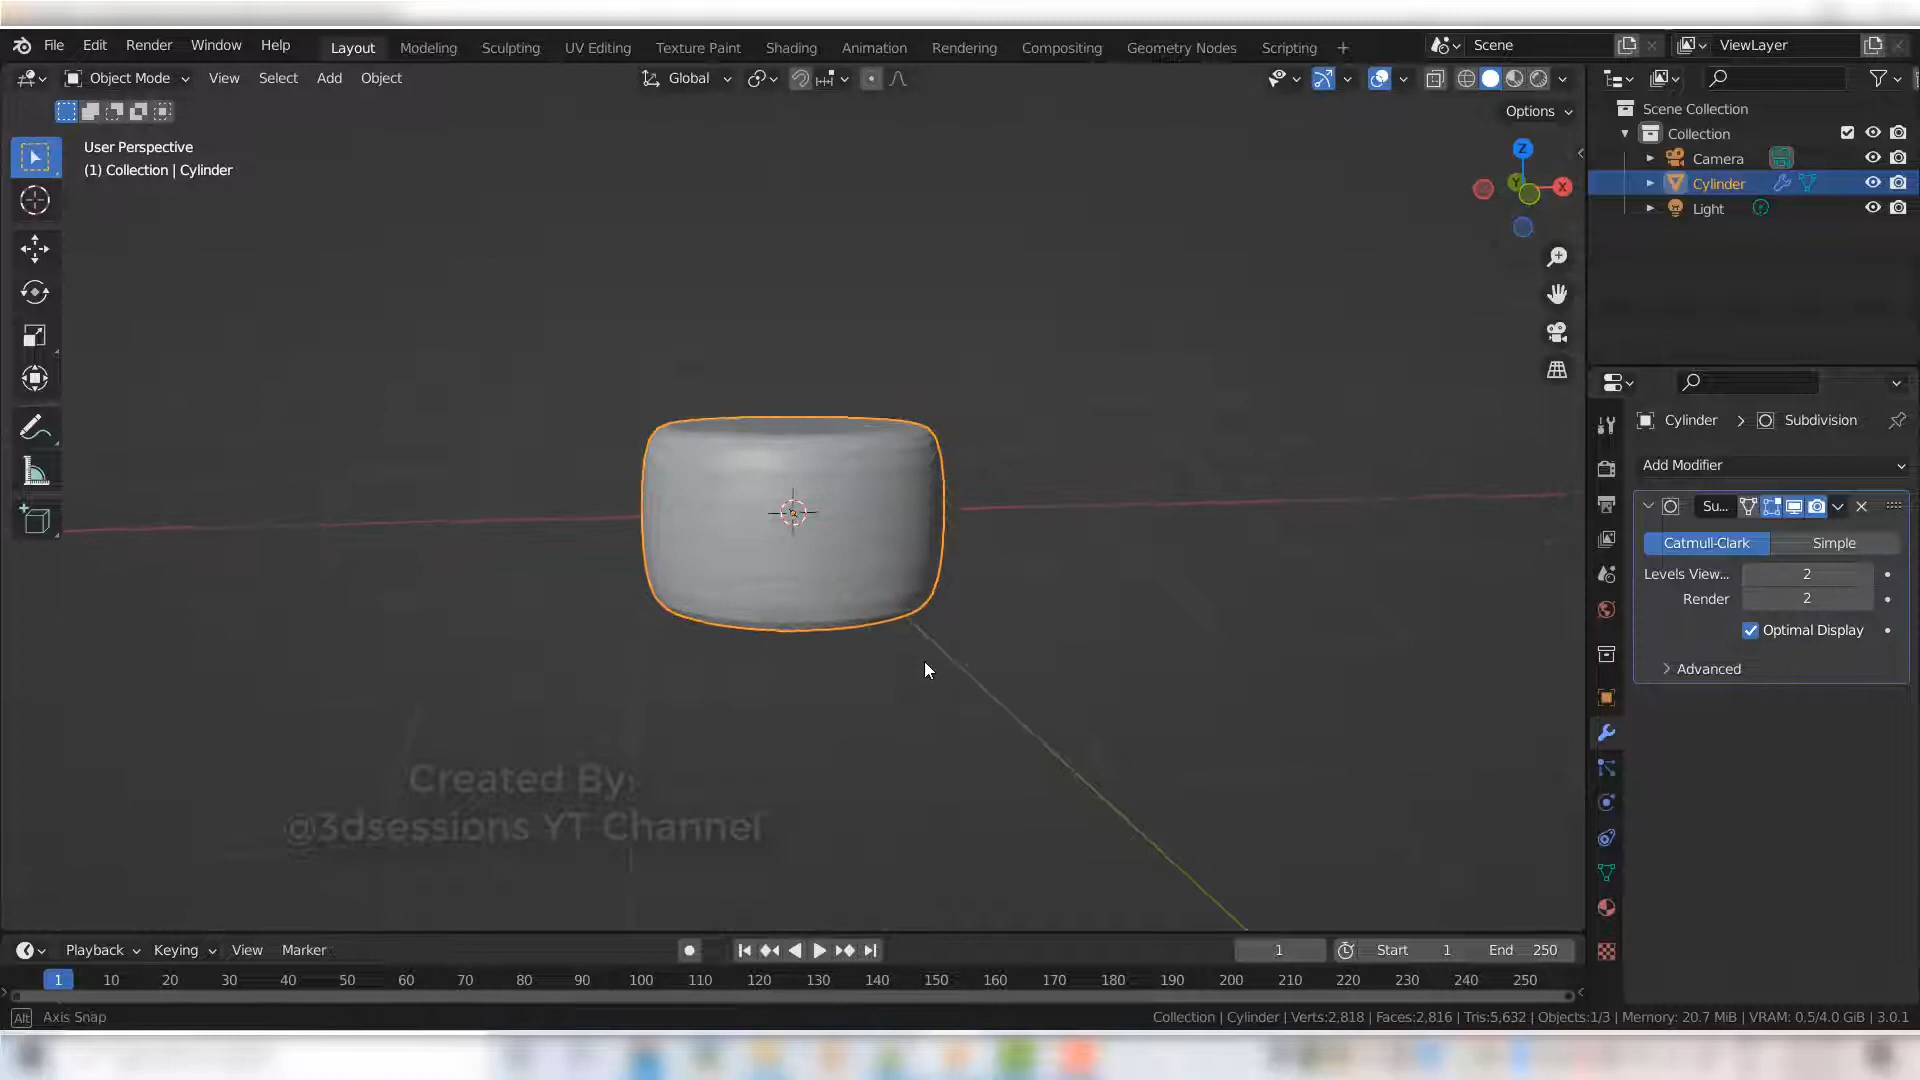 File Edit Render Window Help Layout Modeling Sculpting UV Editing Texture Paint Shading Animation Rendering Compositing Geometry Nodes Scripting + Scene ViewLayer
Object Mode View Select Add Object Global
Options
User Perspective
(1) Collection | Cylinder
Z
Y
X
Scene Collection
Collection
Camera
Cylinder
Light
Cylinder > Subdivision
Add Modifier
Su...
Catmull-Clark Simple
Levels View... 2
Render 2
Optimal Display
Advanced
Created By:
@3dsessions YT Channel
Playback Keying View Marker 1 Start 1 End 250
1 10 20 30 40 50 60 70 80 90 100 110 120 130 140 150 160 170 180 190 200 210 220 230 240 250
Alt Axis Snap
Collection | Cylinder | Verts:2,818 | Faces:2,816 | Tris:5,632 | Objects:1/3 | Memory: 20.7 MiB | VRAM: 0.5/4.0 GiB | 3.0.1